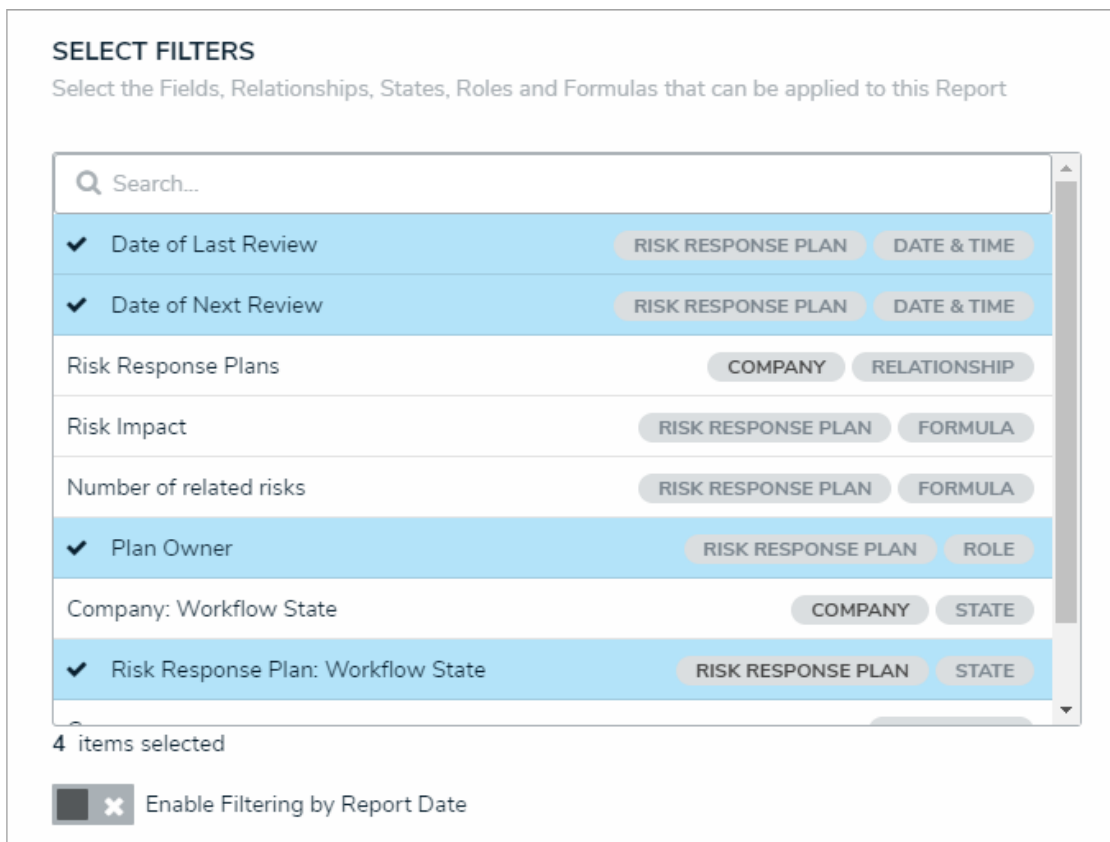 SELECT FILTERS
Select the Fields, Relationships, States, Roles and Formulas that can be applied to this Report
Search...
Date of Last Review RISK RESPONSE PLAN DATE & TIME
Date of Next Review RISK RESPONSE PLAN DATE & TIME
Risk Response Plans COMPANY RELATIONSHIP
Risk Impact RISK RESPONSE PLAN FORMULA
Number of related risks RISK RESPONSE PLAN FORMULA
Plan Owner RISK RESPONSE PLAN ROLE
Company: Workflow State COMPANY STATE
Risk Response Plan: Workflow State RISK RESPONSE PLAN STATE
4 items selected
Enable Filtering by Report Date